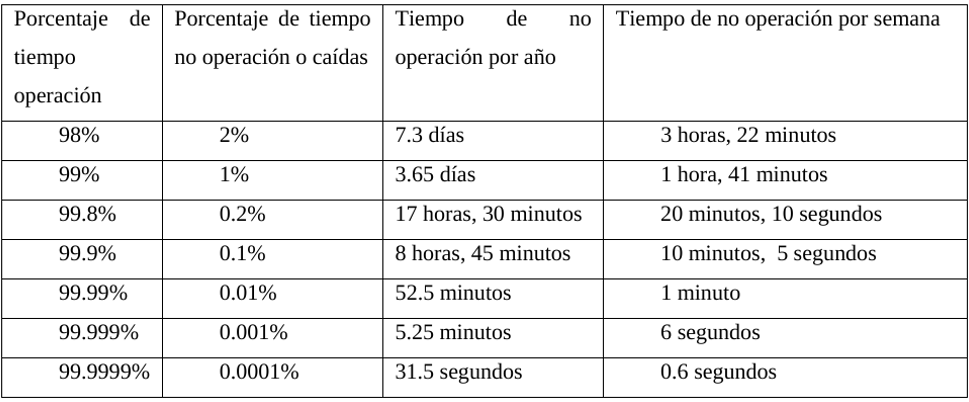 Porcentaje de tiempo operación
Porcentaje de tiempo no operación o caídas
Tiempo de no operación por año
Tiempo de no operación por semana
98% 2% 7.3 días 3 horas, 22 minutos
99% 1% 3.65 días 1 hora, 41 minutos
99.8% 0.2% 17 horas, 30 minutos 20 minutos, 10 segundos
99.9% 0.1% 8 horas, 45 minutos 10 minutos, 5 segundos
99.99% 0.01% 52.5 minutos 1 minuto
99.999% 0.001% 5.25 minutos 6 segundos
99.9999% 0.0001% 31.5 segundos 0.6 segundos